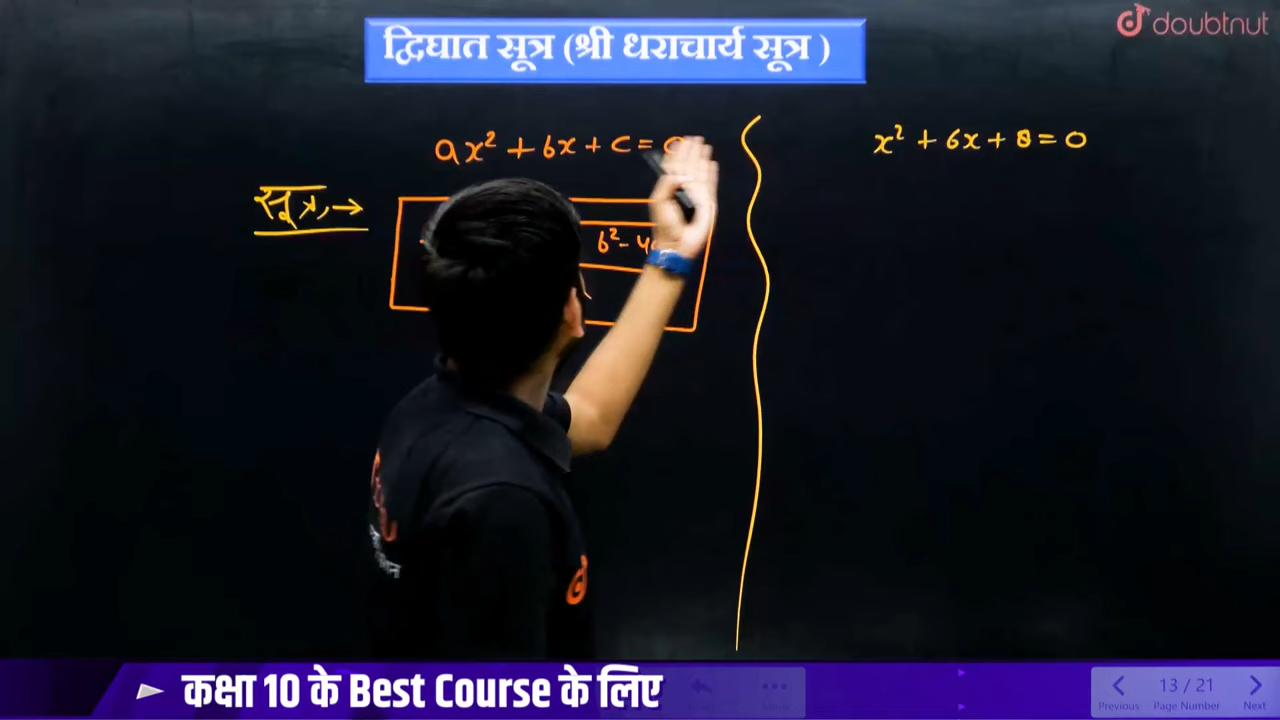 द्विघात सूत्र (श्री धराचार्य सूत्र )
doubtnut
ax² + bx + c =
x² + 6x + 8 = 0
सूत्र →
b² - 4
कक्षा 10 के Best Course के लिए
Previous
13 / 21
Page Number
Next